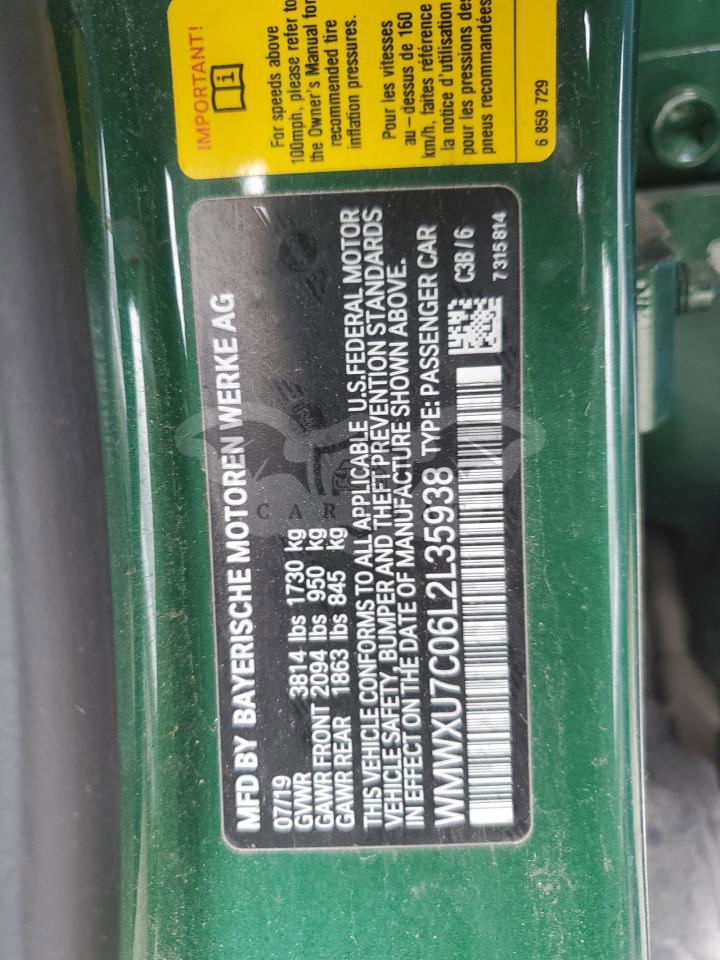 IMPORTANT!
For speeds above
100mph, please refer to
the Owner's Manual for
recommended tire
inflation pressures.
Pour les vitesses
au-dessus de 160
km/h, faites référence
la notice d'utilisation
pour les pressions des
pneus recommandées
6 859 729
MFD BY BAYERISCHE MOTOREN WERKE AG
07/19
GVWR 3814 lbs 1730 kg
GAWR FRONT 2094 lbs 950 kg
GAWR REAR 1863 lbs 845 kg
THIS VEHICLE CONFORMS TO ALL APPLICABLE U.S.FEDERAL MOTOR
VEHICLE SAFETY, BUMPER AND THEFT PREVENTION STANDARDS
IN EFFECT ON THE DATE OF MANUFACTURE SHOWN ABOVE.
WMWXU7C06L2L35938 TYPE: PASSENGER CAR
C3B/6
7 315 814